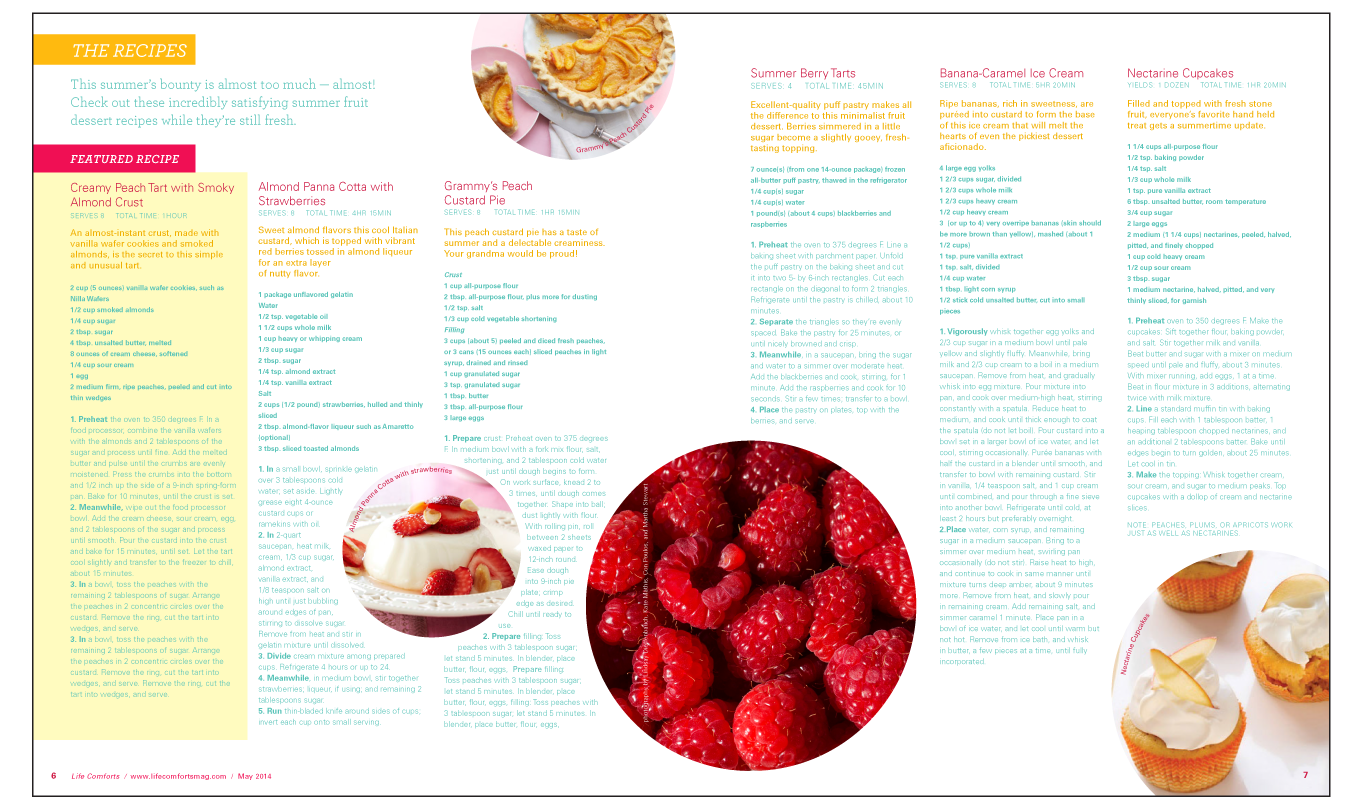 THE RECIPES
This summer's bounty is almost too much — almost!
Check out these incredibly satisfying summer fruit
dessert recipes while they're still fresh.
FEATURED RECIPE
Creamy Peach Tart with Smoky
Almond Crust
SERVES 8 TOTAL TIME: 1HOUR
An almost-instant crust, made with
vanilla wafer cookies and smoked
almonds, is the secret to this simple
and unusual tart.
2 cup (5 ounces) vanilla wafer cookies, such as
Nilla Wafers
1/2 cup smoked almonds
1/4 cup sugar
2 tbsp. sugar
4 tbsp. unsalted butter, melted
8 ounces of cream cheese, softened
1/4 cup sour cream
1 egg
2 medium firm, ripe peaches, peeled and cut into
thin wedges
1. Preheat the oven to 350 degrees F. In a
food processor, combine the vanilla wafers
with the almonds and 2 tablespoons of the
sugar and process until fine. Add the melted
butter and pulse until the crumbs are evenly
moistened. Press the crumbs into the bottom
and 1/2 inch up the side of a 9-inch spring-form
pan. Bake for 10 minutes, until the crust is set.
2. Meanwhile, wipe out the food processor
bowl. Add the cream cheese, sour cream, egg,
and 2 tablespoons of the sugar and process
until smooth. Pour the custard into the crust
and bake for 15 minutes, until set. Let the tart
cool slightly and transfer to the freezer to chill,
about 15 minutes.
3. In a bowl, toss the peaches with the
remaining 2 tablespoons of sugar. Arrange
the peaches in 2 concentric circles over the
custard. Remove the ring, cut the tart into
wedges, and serve.
3. In a bowl, toss the peaches with the
remaining 2 tablespoons of sugar. Arrange
the peaches in 2 concentric circles over the
custard. Remove the ring, cut the tart into
wedges, and serve. Remove the ring, cut the
tart into wedges, and serve.
Almond Panna Cotta with
Strawberries
SERVES: 8 TOTAL TIME: 4HR 15MIN
Sweet almond flavors this cool Italian
custard, which is topped with vibrant
red berries tossed in almond liqueur
for an extra layer
of nutty flavor.
1 package unflavored gelatin
Water
1/2 tsp. vegetable oil
1 1/2 cups whole milk
1 cup heavy or whipping cream
1/3 cup sugar
2 tbsp. sugar
1/4 tsp. almond extract
1/4 tsp. vanilla extract
Salt
2 cups (1/2 pound) strawberries, hulled and thinly
sliced
2 tbsp. almond-flavor liqueur such as Amaretto
(optional)
3 tbsp. sliced toasted almonds
1. In a small bowl, sprinkle gelatin
over 3 tablespoons cold
water; set aside. Lightly
grease eight 4-ounce
custard cups or
ramekins with oil.
2. In 2-quart
saucepan, heat milk,
cream, 1/3 cup sugar,
almond extract,
vanilla extract, and
1/8 teaspoon salt on
high until just bubbling
around edges of pan,
stirring to dissolve sugar.
Remove from heat and stir in
gelatin mixture until dissolved.
3. Divide cream mixture among prepared
cups. Refrigerate 4 hours or up to 24.
4. Meanwhile, in medium bowl, stir together
strawberries; liqueur, if using; and remaining 2
tablespoons sugar.
5. Run thin-bladed knife around sides of cups;
invert each cup onto small serving.
Almond Panna Cotta with strawberries
Grammy's Peach
Custard Pie
SERVES: 8 TOTAL TIME: 1HR 15MIN
This peach custard pie has a taste of
summer and a delectable creaminess.
Your grandma would be proud!
Crust
1 cup all-purpose flour
2 tbsp. all-purpose flour, plus more for dusting
1/2 tsp. salt
1/3 cup cold vegetable shortening
Filling
3 cups (about 5) peeled and diced fresh peaches,
or 3 cans (15 ounces each) sliced peaches in light
syrup, drained and rinsed
1 cup granulated sugar
3 tsp. granulated sugar
1 tbsp. butter
3 tbsp. all-purpose flour
3 large eggs
1. Prepare crust: Preheat oven to 375 degrees
F. In medium bowl with a fork mix flour, salt,
shortening, and 2 tablespoon cold water
just until dough begins to form.
On work surface, knead 2 to
3 times, until dough comes
together. Shape into ball;
dust lightly with flour.
With rolling pin, roll
between 2 sheets
waxed paper to
12-inch round.
Ease dough
into 9-inch pie
plate; crimp
edge as desired.
Chill until ready to
use.
2. Prepare filling: Toss
peaches with 3 tablespoon sugar;
let stand 5 minutes. In blender, place
butter, flour, eggs, Prepare filling:
Toss peaches with 3 tablespoon sugar;
let stand 5 minutes. In blender, place
butter, flour, eggs, filling: Toss peaches with
3 tablespoon sugar; let stand 5 minutes. In
blender, place butter, flour, eggs,
Grammy's Peach Custard Pie
Summer Berry Tarts
SERVES: 4 TOTAL TIME: 45MIN
Excellent-quality puff pastry makes all
the difference to this minimalist fruit
dessert. Berries simmered in a little
sugar become a slightly gooey, fresh-
tasting topping.
7 ounce(s) (from one 14-ounce package) frozen
all-butter puff pastry, thawed in the refrigerator
1/4 cup(s) sugar
1/4 cup(s) water
1 pound(s) (about 4 cups) blackberries and
raspberries
1. Preheat the oven to 375 degrees F. Line a
baking sheet with parchment paper. Unfold
the puff pastry on the baking sheet and cut
it into two 5- by 6-inch rectangles. Cut each
rectangle on the diagonal to form 2 triangles.
Refrigerate until the pastry is chilled, about 10
minutes.
2. Separate the triangles so they're evenly
spaced. Bake the pastry for 25 minutes, or
until nicely browned and crisp.
3. Meanwhile, in a saucepan, bring the sugar
and water to a simmer over moderate heat.
Add the blackberries and cook, stirring, for 1
minute. Add the raspberries and cook for 10
seconds. Stir a few times; transfer to a bowl.
4. Place the pastry on plates, top with the
berries, and serve.
Banana-Caramel Ice Cream
SERVES: 8 TOTAL TIME: 5HR 20MIN
Ripe bananas, rich in sweetness, are
puréed into custard to form the base
of this ice cream that will melt the
hearts of even the pickiest dessert
aficionado.
4 large egg yolks
1 2/3 cups sugar, divided
1 2/3 cups whole milk
1 2/3 cups heavy cream
1/2 cup heavy cream
3 (or up to 4) very overripe bananas (skin should
be more brown than yellow), mashed (about 1
1/2 cups)
1 tsp. pure vanilla extract
1 tsp. salt, divided
1/4 cup water
1 tbsp. light corn syrup
1/2 stick cold unsalted butter, cut into small
pieces
1. Vigorously whisk together egg yolks and
2/3 cup sugar in a medium bowl until pale
yellow and slightly fluffy. Meanwhile, bring
milk and 2/3 cup cream to a boil in a medium
saucepan. Remove from heat, and gradually
whisk into egg mixture. Pour mixture into
pan, and cook over medium-high heat, stirring
constantly with a spatula. Reduce heat to
medium, and cook until thick enough to coat
the spatula (do not let boil). Pour custard into a
bowl set in a larger bowl of ice water, and let
cool, stirring occasionally. Purée bananas with
half the custard in a blender until smooth, and
transfer to bowl with remaining custard. Stir
in vanilla, 1/4 teaspoon salt, and 1 cup cream
until combined, and pour through a fine sieve
into another bowl. Refrigerate until cold, at
least 2 hours but preferably overnight.
2.Place water, corn syrup, and remaining
sugar in a medium saucepan. Bring to a
simmer over medium heat, swirling pan
occasionally (do not stir). Raise heat to high,
and continue to cook in same manner until
mixture turns deep amber, about 9 minutes
more. Remove from heat, and slowly pour
in remaining cream. Add remaining salt, and
simmer caramel 1 minute. Place pan in a
bowl of ice water, and let cool until warm but
not hot. Remove from ice bath, and whisk
in butter, a few pieces at a time, until fully
incorporated.
Nectarine Cupcakes
YIELDS: 1 DOZEN TOTAL TIME: 1HR 20MIN
Filled and topped with fresh stone
fruit, everyone's favorite hand held
treat gets a summertime update.
1 1/4 cups all-purpose flour
1/2 tsp. baking powder
1/4 tsp. salt
1/3 cup whole milk
1 tsp. pure vanilla extract
6 tbsp. unsalted butter, room temperature
3/4 cup sugar
2 large eggs
2 medium (1 1/4 cups) nectarines, peeled, halved,
pitted, and finely chopped
1 cup cold heavy cream
1/2 cup sour cream
3 tbsp. sugar
1 medium nectarine, halved, pitted, and very
thinly sliced, for garnish
1. Preheat oven to 350 degrees F. Make the
cupcakes: Sift together flour, baking powder,
and salt. Stir together milk and vanilla.
Beat butter and sugar with a mixer on medium
speed until pale and fluffy, about 3 minutes.
With mixer running, add eggs, 1 at a time.
Beat in flour mixture in 3 additions, alternating
twice with milk mixture.
2. Line a standard muffin tin with baking
cups. Fill each with 1 tablespoon batter, 1
heaping tablespoon chopped nectarines, and
an additional 2 tablespoons batter. Bake until
edges begin to turn golden, about 25 minutes.
Let cool in tin.
3. Make the topping: Whisk together cream,
sour cream, and sugar to medium peaks. Top
cupcakes with a dollop of cream and nectarine
slices.
NOTE: PEACHES, PLUMS, OR APRICOTS WORK
JUST AS WELL AS NECTARINES.
Nectarine Cupcakes
6 Life Comforts / www.lifecomfortsmag.com / May 2014
7